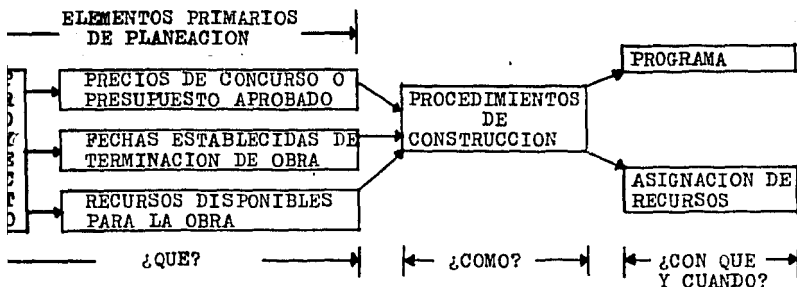 ELEMENTOS PRIMARIOS
DE PLANEACION
PROYECTO
PRECIOS DE CONCURSO O
PRESUPUESTO APROBADO
FECHAS ESTABLECIDAS DE
TERMINACION DE OBRA
RECURSOS DISPONIBLES
PARA LA OBRA
PROCEDIMIENTOS
DE
CONSTRUCCION
PROGRAMA
ASIGNACION DE
RECURSOS
¿QUE?
¿COMO?
¿CON QUE
Y CUANDO?